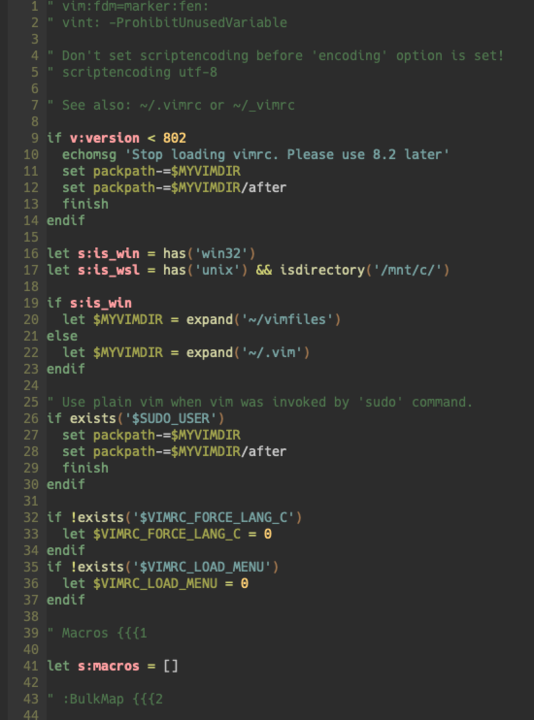 1 " vim:fdm=marker:fen:
2 " vint: -ProhibitUnusedVariable
3
4 " Don't set scriptencoding before 'encoding' option is set!
5 " scriptencoding utf-8
6
7 " See also: ~/.vimrc or ~/_vimrc
8
9 if v:version < 802
10   echomsg 'Stop loading vimrc. Please use 8.2 later'
11   set packpath-=$MYVIMDIR
12   set packpath-=$MYVIMDIR/after
13   finish
14 endif
15
16 let s:is_win = has('win32')
17 let s:is_wsl = has('unix') && isdirectory('/mnt/c/')
18
19 if s:is_win
20   let $MYVIMDIR = expand('~/vimfiles')
21 else
22   let $MYVIMDIR = expand('~/.vim')
23 endif
24
25 " Use plain vim when vim was invoked by 'sudo' command.
26 if exists('$SUDO_USER')
27   set packpath-=$MYVIMDIR
28   set packpath-=$MYVIMDIR/after
29   finish
30 endif
31
32 if !exists('$VIMRC_FORCE_LANG_C')
33   let $VIMRC_FORCE_LANG_C = 0
34 endif
35 if !exists('$VIMRC_LOAD_MENU')
36   let $VIMRC_LOAD_MENU = 0
37 endif
38
39 " Macros {{{1
40
41 let s:macros = []
42
43 " :BulkMap {{{2
44